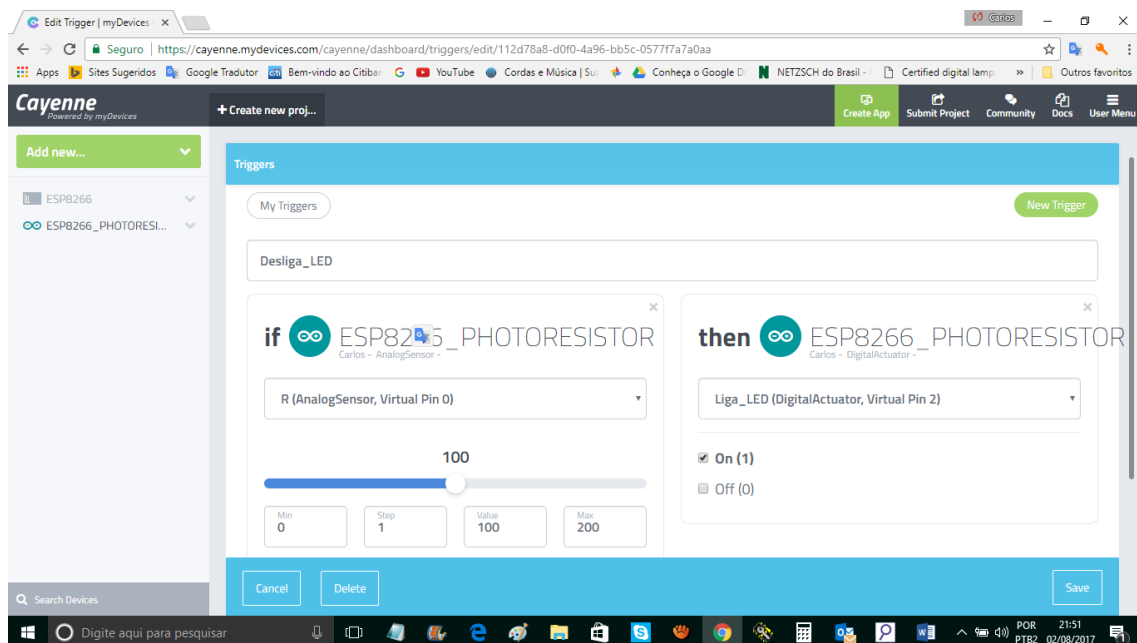 Edit Trigger | myDevices
Carlos
Seguro | https://cayenne.mydevices.com/cayenne/dashboard/triggers/edit/112d78a8-d0f0-4a96-bb5c-0577f7a7a0aa
Apps Sites Sugeridos Google Tradutor Bem-vindo ao Citibar YouTube Cordas e Música | Su Conheça o Google D NETZSCH do Brasil - Certified digital lamp » Outros favoritos
Cayenne
Powered by myDevices
+ Create new proj...
Create App Submit Project Community Docs User Menu
Add new...
Triggers
ESP8266
My Triggers New Trigger
ESP8266_PHOTORESI...
Desliga_LED
if ESP82 6_PHOTORESISTOR
Carlos - AnalogSensor -
then ESP8266_PHOTORESISTOR
Carlos - DigitalActuator -
R (AnalogSensor, Virtual Pin 0)
Liga_LED (DigitalActuator, Virtual Pin 2)
100
On (1)
Off (0)
Min Step Value Max
0 1 100 200
Cancel Delete Save
Search Devices
Digite aqui para pesquisar
POR 21:51
PTB2 02/08/2017